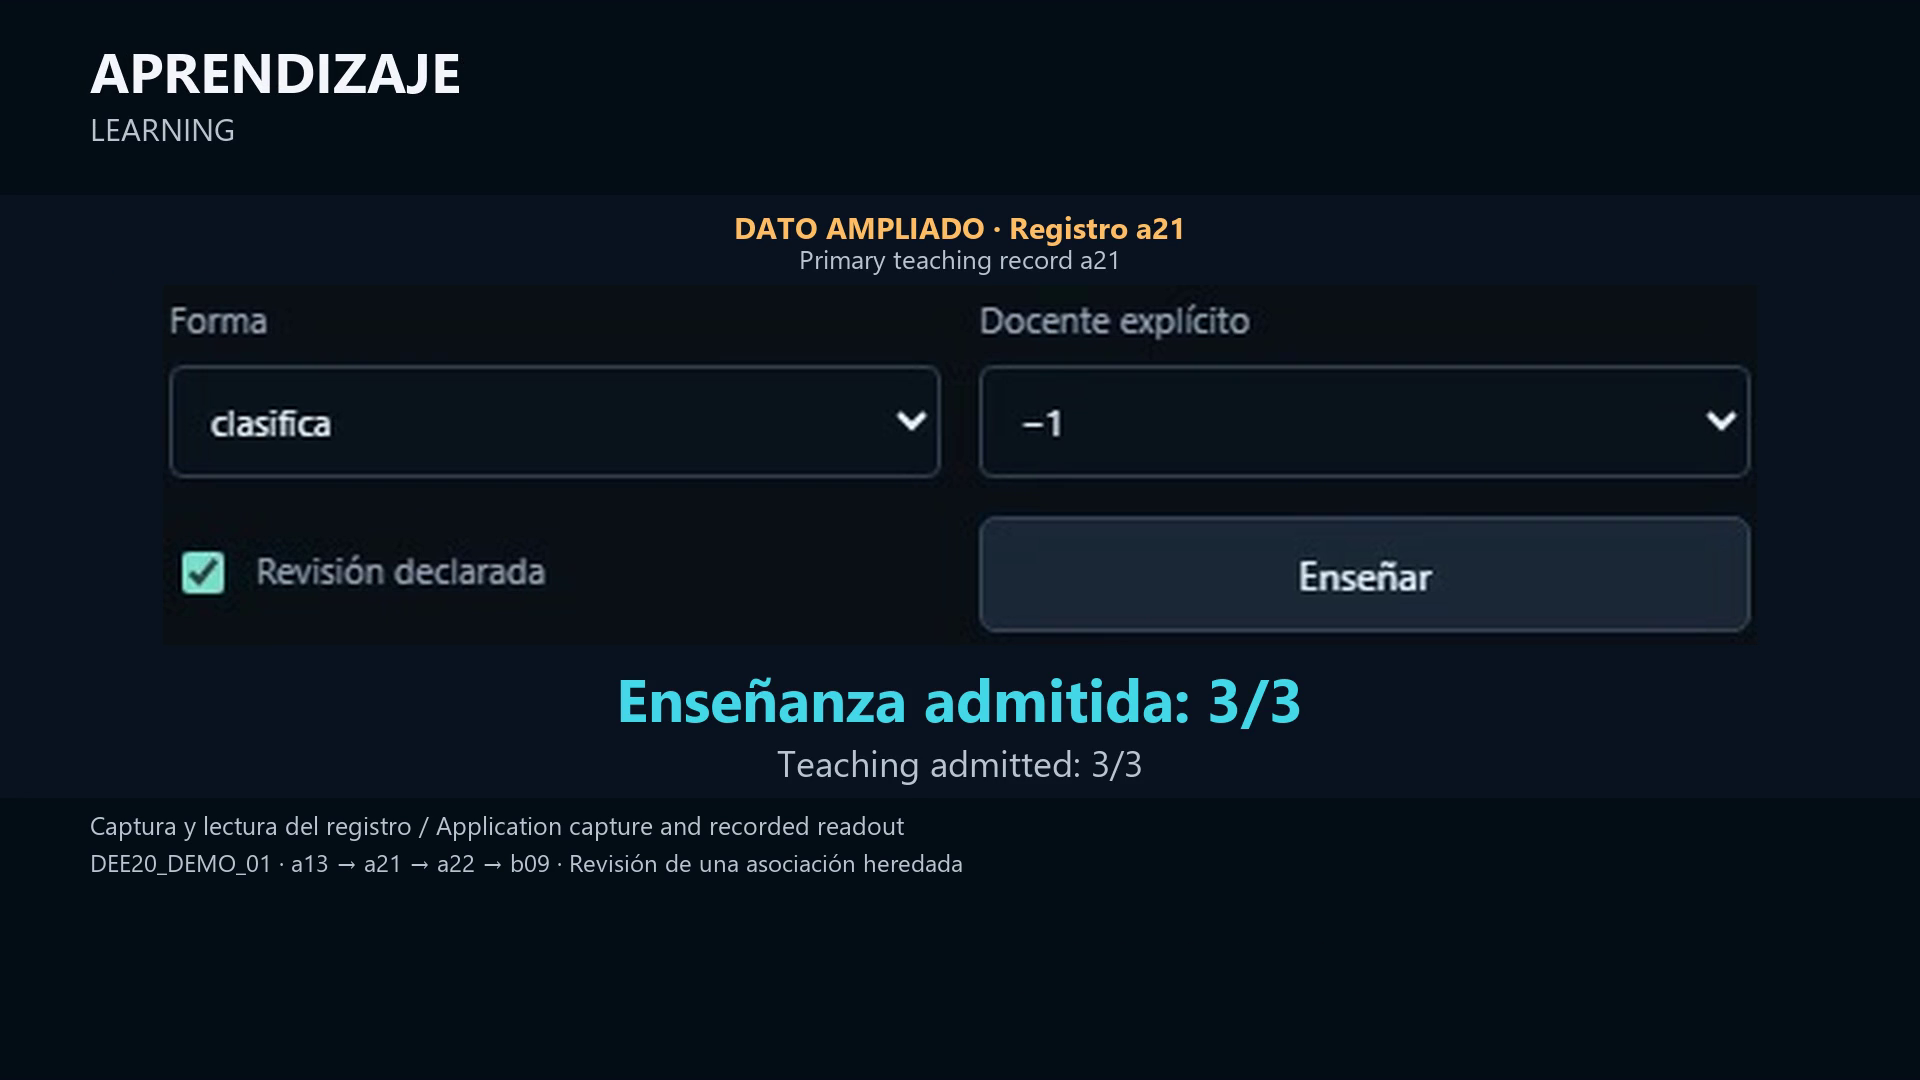 APRENDIZAJE
LEARNING
DATO AMPLIADO · Registro a21
Primary teaching record a21
Forma
Docente explícito
clasifica
−1
Revisión declarada
Enseñar
Enseñanza admitida: 3/3
Teaching admitted: 3/3
Captura y lectura del registro / Application capture and recorded readout
DEE20_DEMO_01 · a13 → a21 → a22 → b09 · Revisión de una asociación heredada